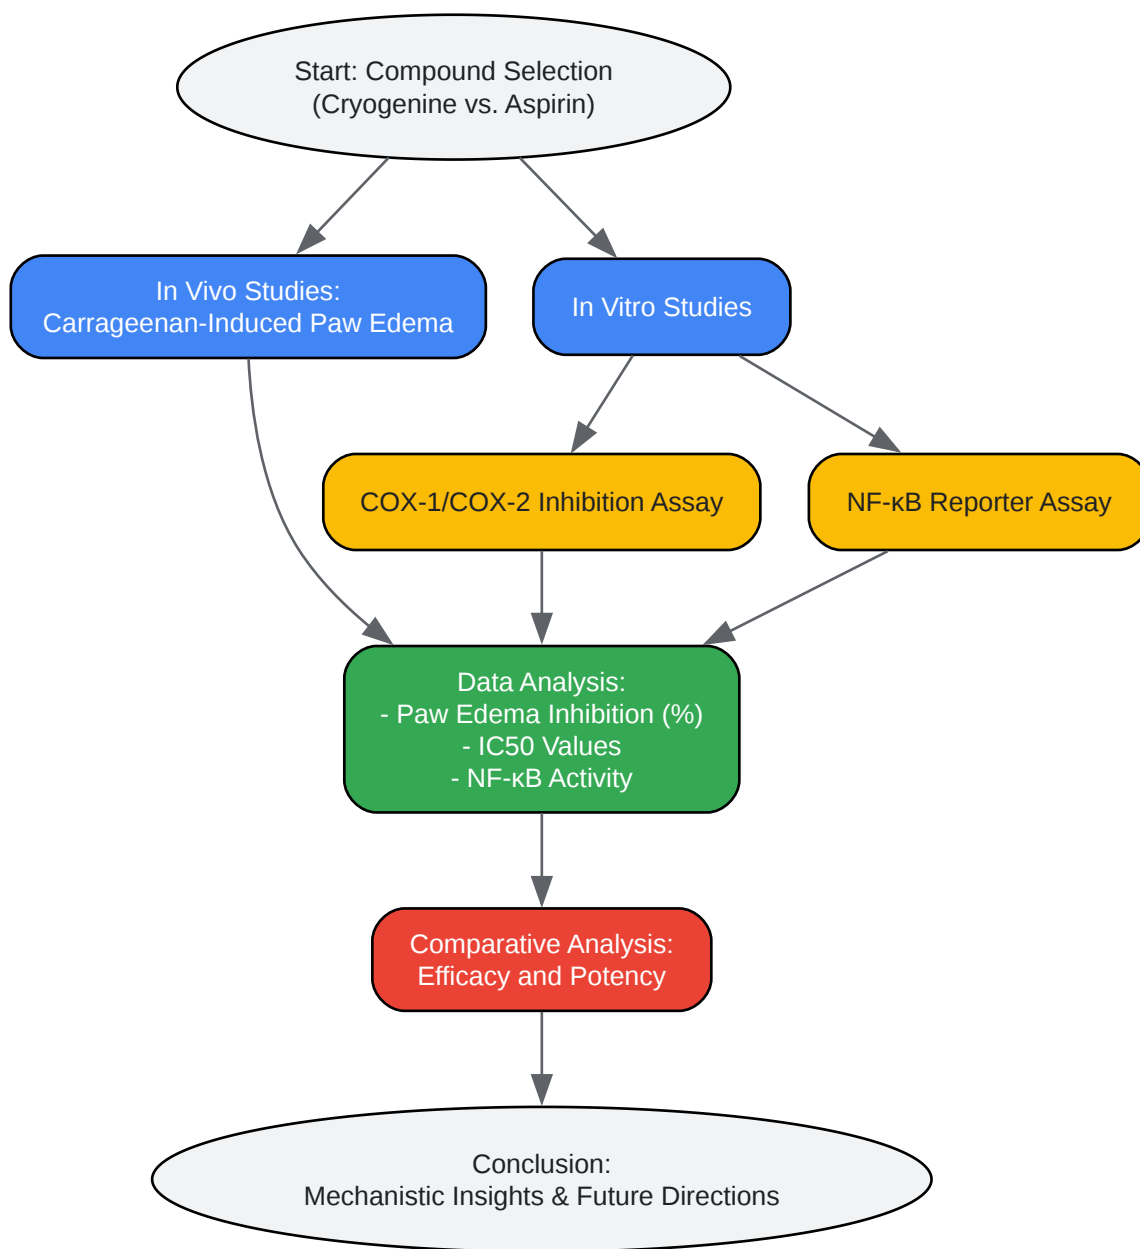 Start: Compound Selection
(Cryogenine vs. Aspirin)
In Vivo Studies:
Carrageenan-Induced Paw Edema
In Vitro Studies
COX-1/COX-2 Inhibition Assay
NF-κB Reporter Assay
Data Analysis:
- Paw Edema Inhibition (%)
- IC50 Values
- NF-κB Activity
Comparative Analysis:
Efficacy and Potency
Conclusion:
Mechanistic Insights & Future Directions